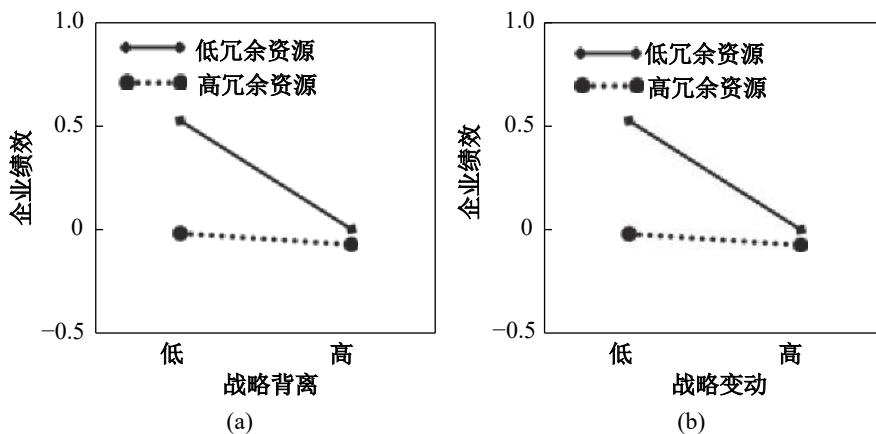 1.0
低冗余资源
高冗余资源
0.5
企业绩效
0
−0.5
低
高
战略背离
(a)
1.0
低冗余资源
高冗余资源
0.5
企业绩效
0
−0.5
低
高
战略变动
(b)